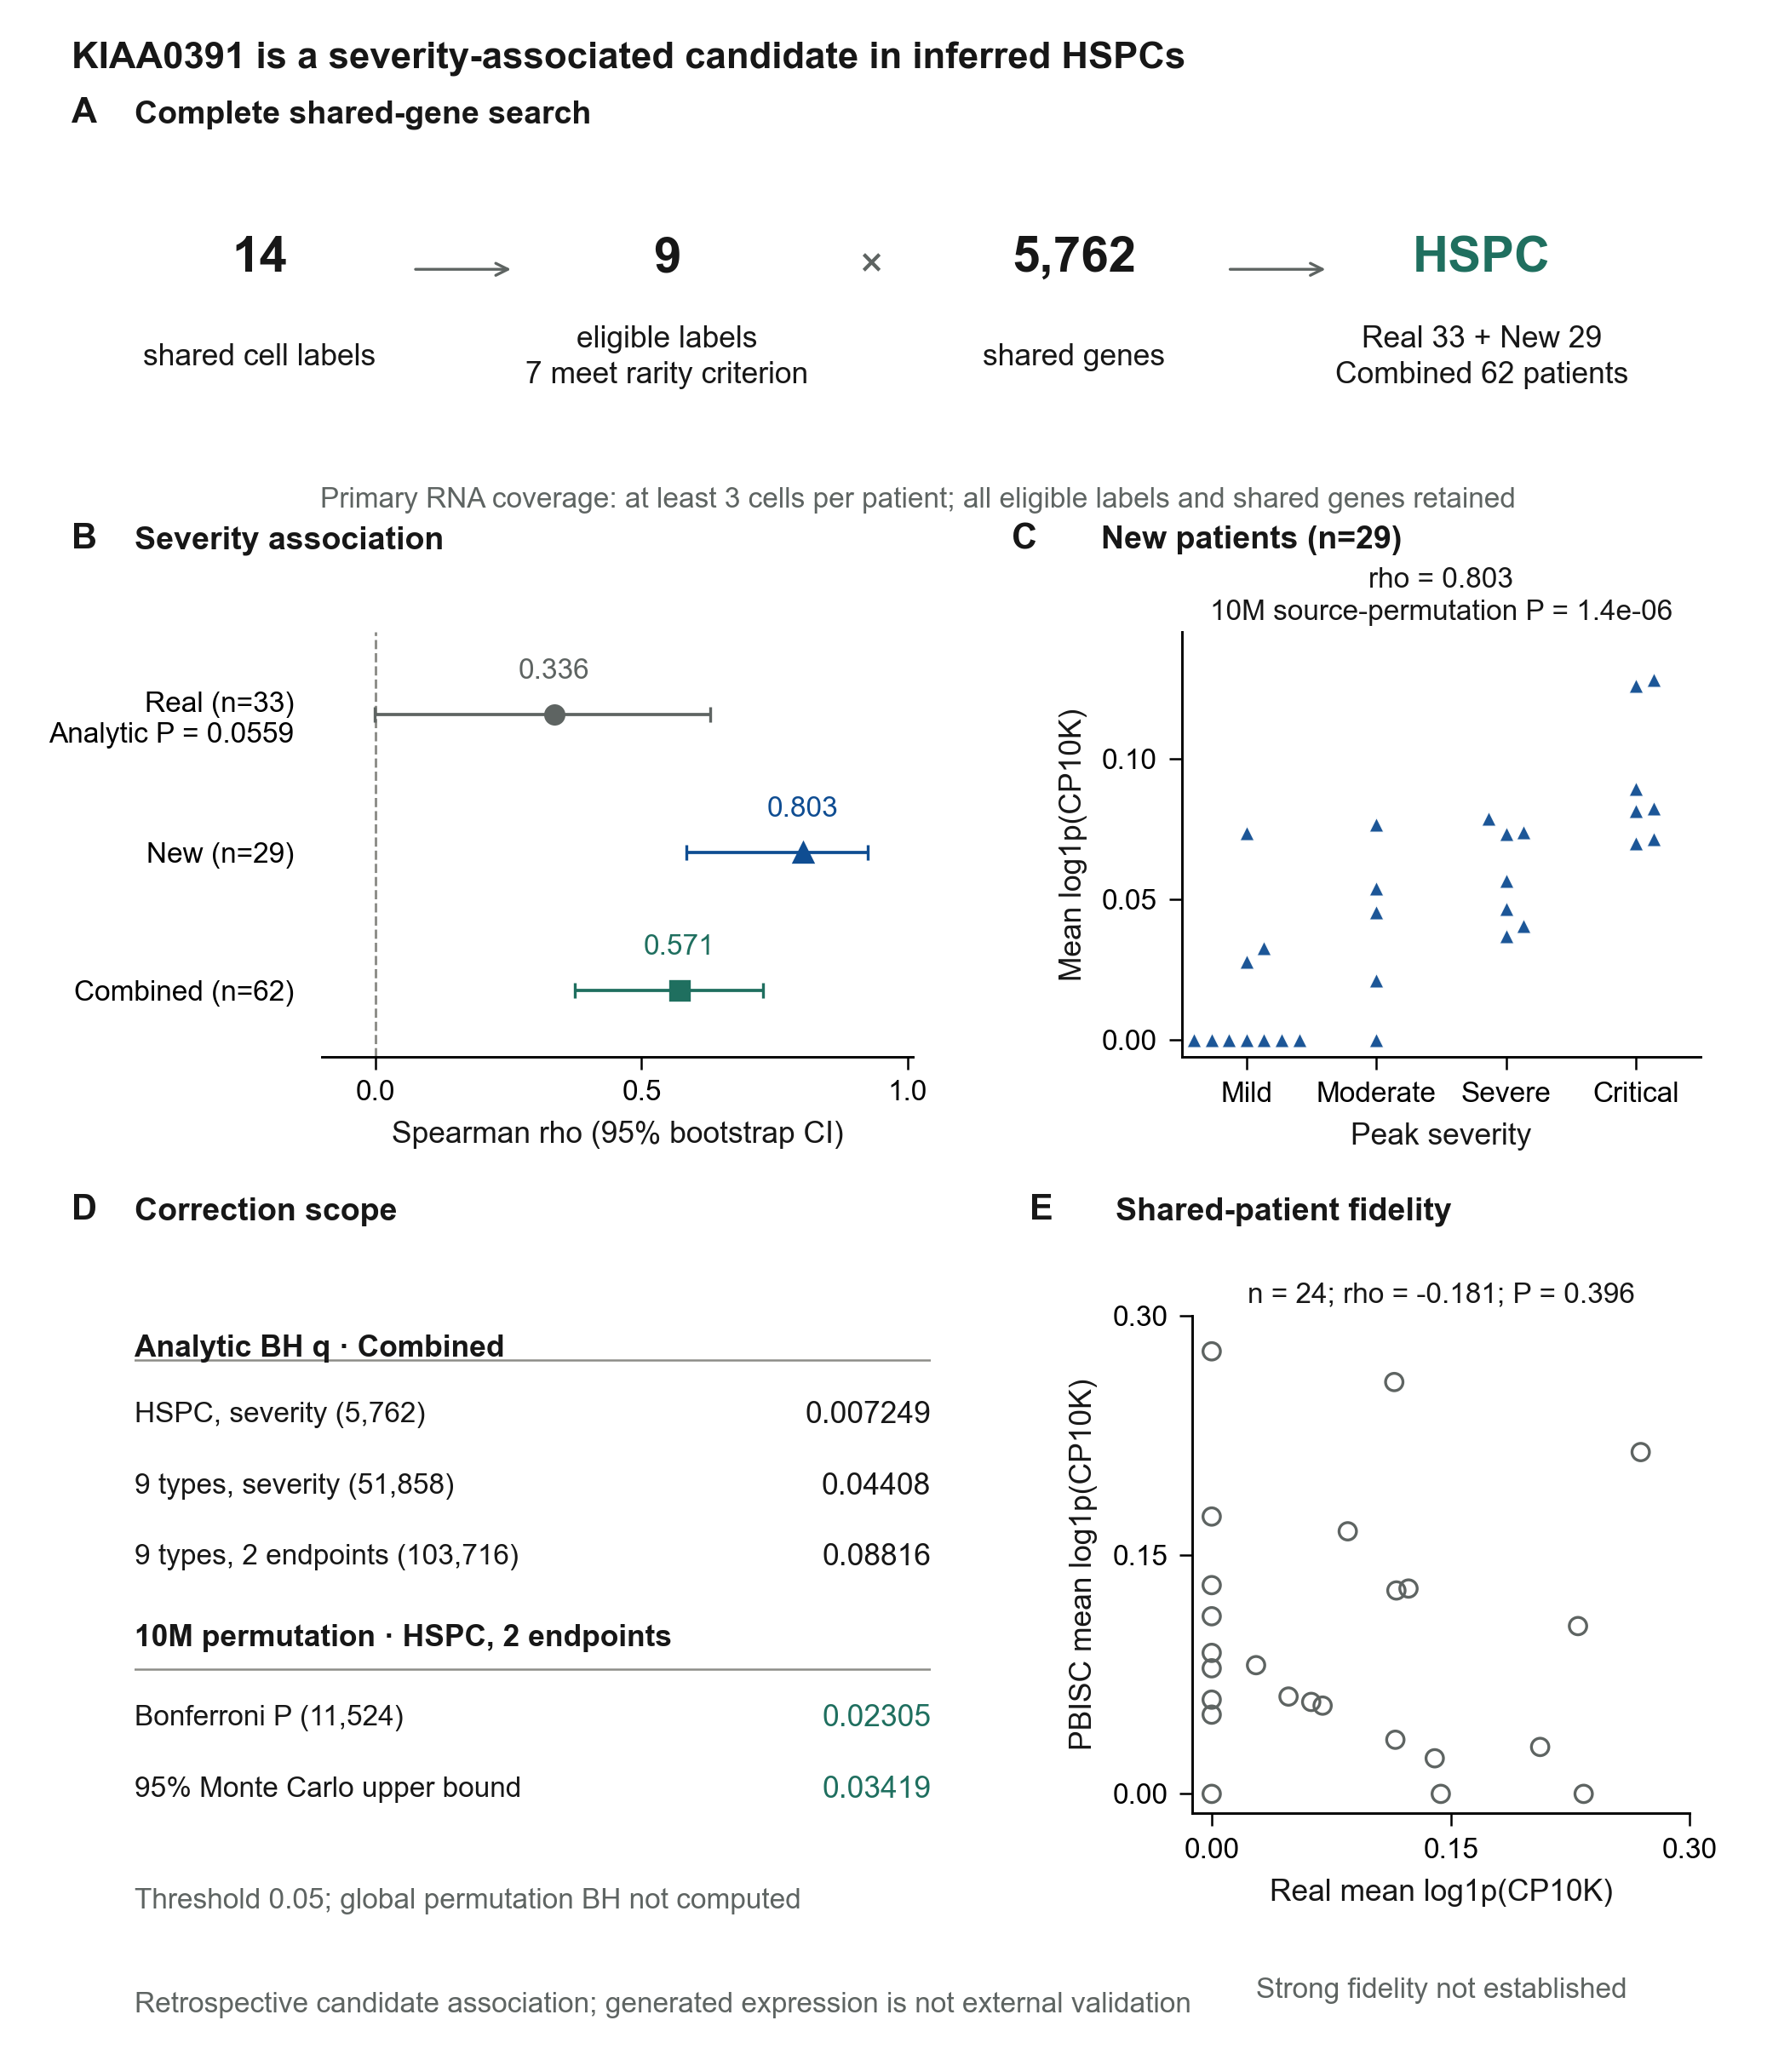 KIAA0391 is a severity-associated candidate in inferred HSPCs
A Complete shared-gene search
14
9
×
5,762
HSPC
shared cell labels
eligible labels
7 meet rarity criterion
shared genes
Real 33 + New 29
Combined 62 patients
Primary RNA coverage: at least 3 cells per patient; all eligible labels and shared genes retained
B Severity association
0.336
Real (n=33)
Analytic P = 0.0559
0.803
New (n=29)
0.571
Combined (n=62)
0.0 0.5 1.0
Spearman rho (95% bootstrap CI)
C New patients (n=29)
rho = 0.803
10M source-permutation P = 1.4e-06
Mean log1p(CP10K)
0.10
0.05
0.00
Mild Moderate Severe Critical
Peak severity
D Correction scope
Analytic BH q · Combined
HSPC, severity (5,762) 0.007249
9 types, severity (51,858) 0.04408
9 types, 2 endpoints (103,716) 0.08816
10M permutation · HSPC, 2 endpoints
Bonferroni P (11,524) 0.02305
95% Monte Carlo upper bound 0.03419
Threshold 0.05; global permutation BH not computed
E Shared-patient fidelity
n = 24; rho = -0.181; P = 0.396
PBISC mean log1p(CP10K)
0.30
0.15
0.00
0.00 0.15 0.30
Real mean log1p(CP10K)
Strong fidelity not established
Retrospective candidate association; generated expression is not external validation